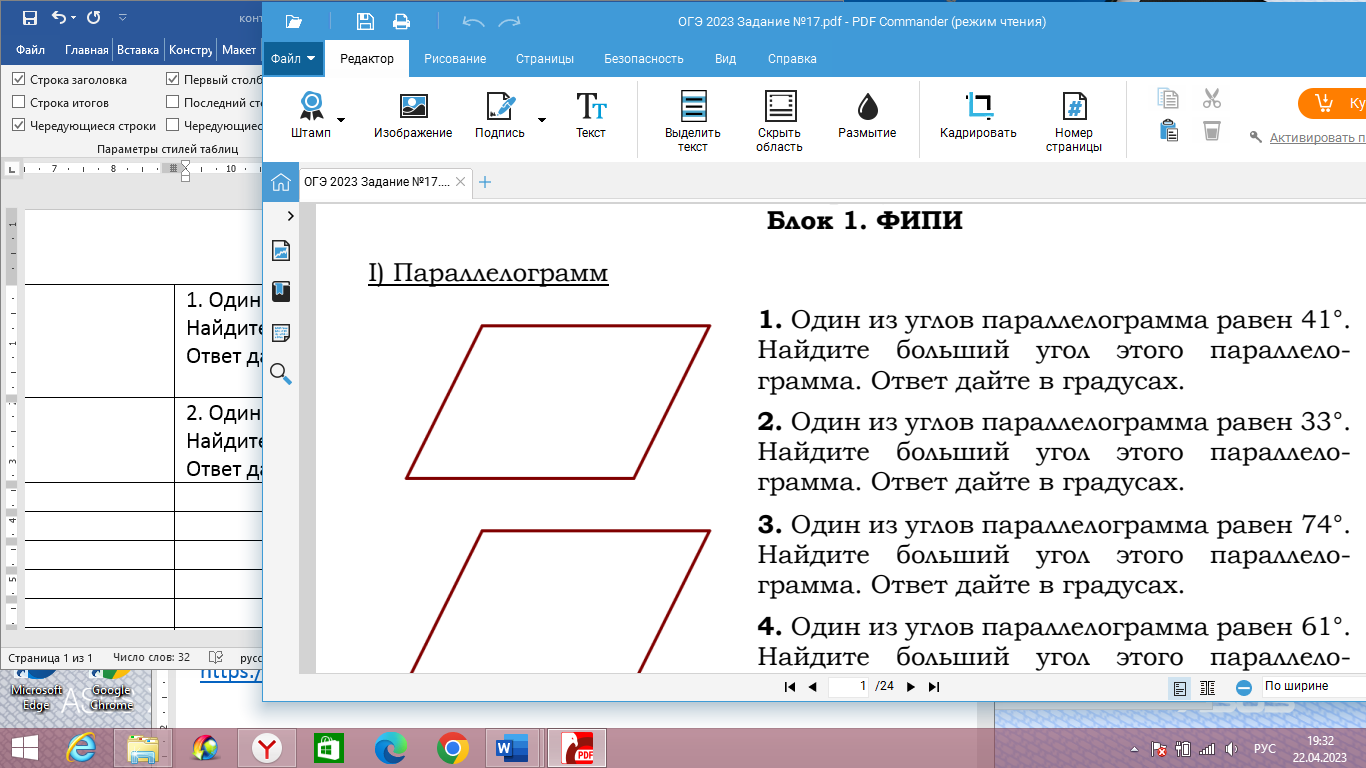 ОГЭ 2023 Задание №17.pdf - PDF Commander (режим чтения)
Файл Главная Вставка Констру Макет
Файл Редактор Рисование Страницы Безопасность Вид Справка
Строка заголовка
Строка итогов
Чередующиеся строки
Первый столб
Последний сто
Чередующиес
Параметры стилей таблиц
Штамп
Изображение
Подпись
Текст
Выделить
текст
Скрыть
область
Размытие
Кадрировать
Номер
страницы
Ку
Активировать п
7 8 10
ОГЭ 2023 Задание №17....
Блок 1. ФИПИ
I) Параллелограмм
1. Один из углов параллелограмма равен 41°.
Найдите больший угол этого параллело-
грамма. Ответ дайте в градусах.
2. Один из углов параллелограмма равен 33°.
Найдите больший угол этого параллело-
грамма. Ответ дайте в градусах.
3. Один из углов параллелограмма равен 74°.
Найдите больший угол этого параллело-
грамма. Ответ дайте в градусах.
4. Один из углов параллелограмма равен 61°.
Найдите больший угол этого параллело-
1. Один
Найдите
Ответ да
2. Один
Найдите
Ответ да
Страница 1 из 1 Число слов: 32 русс
1 /24
По ширине
https:/
Microsoft
Edge
Google
Chrome
РУС
19:32
22.04.2023